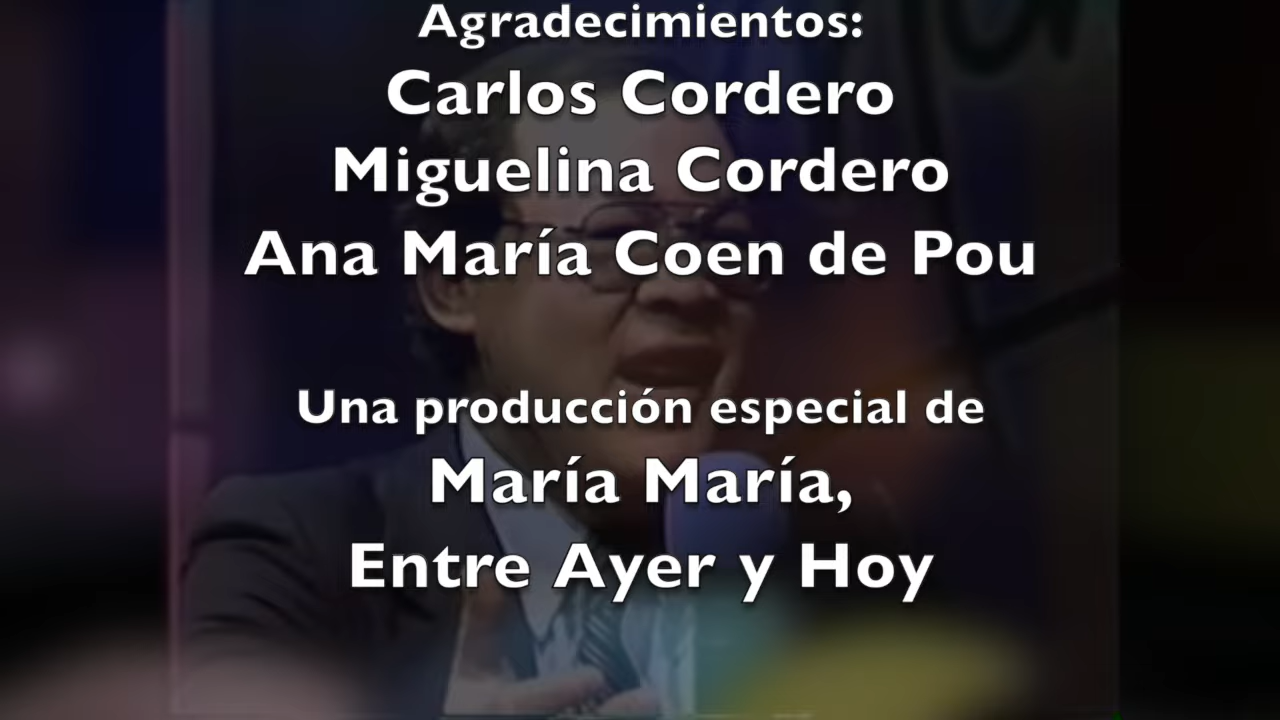 Agradecimientos:
Carlos Cordero
Miguelina Cordero
Ana María Coen de Pou
Una producción especial de
María María,
Entre Ayer y Hoy